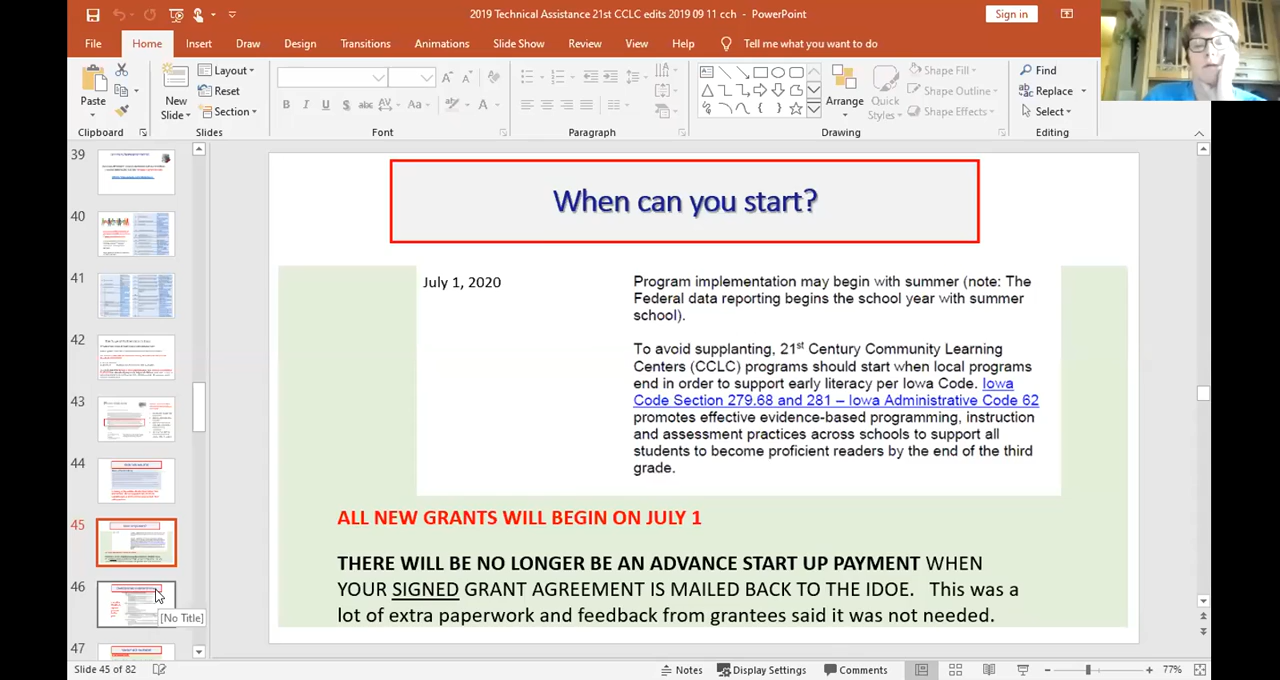 2019 Technical Assistance 21st CCLC edits 2019 09 11 cch - PowerPoint
Sign in
File Home Insert Draw Design Transitions Animations Slide Show Review View Help Tell me what you want to do
Paste
Clipboard
New
Slide
Layout
Reset
Section
Slides
B I U S abc AV Aa A
Font
Paragraph
Arrange
Quick
Styles
Shape Fill
Shape Outline
Shape Effects
Drawing
Find
Replace
Select
Editing
39
40
41
42
43
44
45
46
[No Title]
47
When can you start?
July 1, 2020
Program implementation may begin with summer (note: The
Federal data reporting begins the school year with summer
school).
To avoid supplanting, 21st Century Community Learning
Centers (CCLC) programs should start when local programs
end in order to support early literacy per Iowa Code. Iowa
Code Section 279.68 and 281 – Iowa Administrative Code 62
promotes effective evidence-based programming, instruction
and assessment practices across schools to support all
students to become proficient readers by the end of the third
grade.
ALL NEW GRANTS WILL BEGIN ON JULY 1
THERE WILL BE NO LONGER BE AN ADVANCE START UP PAYMENT WHEN
YOUR SIGNED GRANT AGREEMENT IS MAILED BACK TO THE IDOE. This was a
lot of extra paperwork and feedback from grantees said it was not needed.
Slide 45 of 82
Notes
Display Settings
Comments
77%